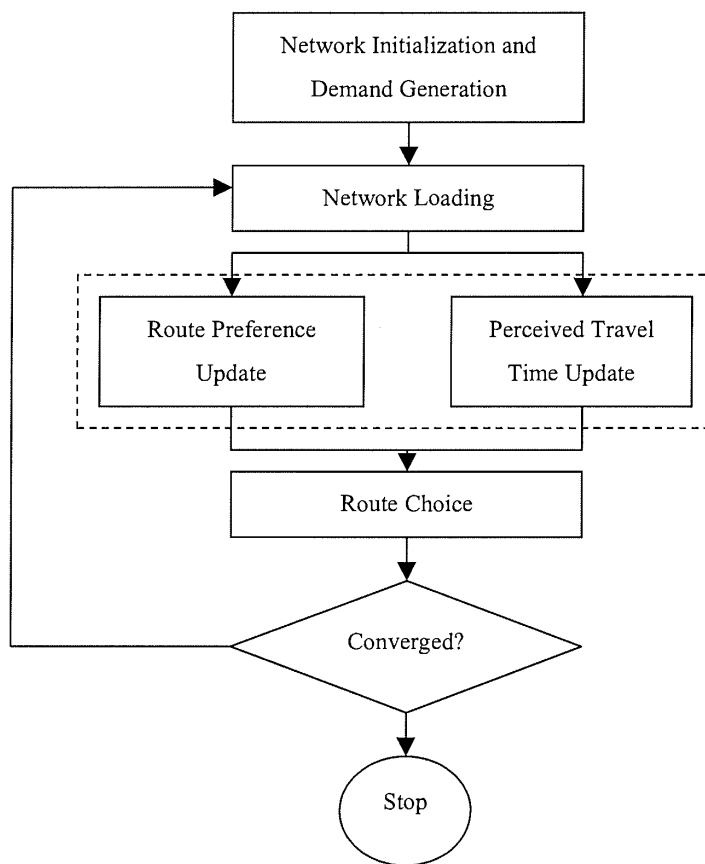 Network Initialization and
Demand Generation
Network Loading
Route Preference
Update
Perceived Travel
Time Update
Route Choice
Converged?
Stop